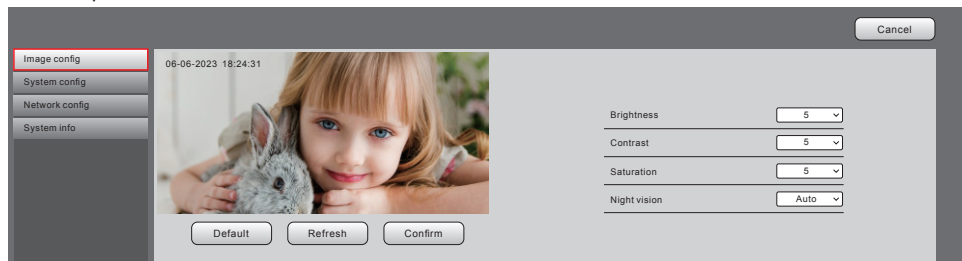 Cancel
Image config
System config
Network config
System info
06-06-2023 18:24:31
Brightness 5
Contrast 5
Saturation 5
Night vision Auto
Default Refresh Confirm